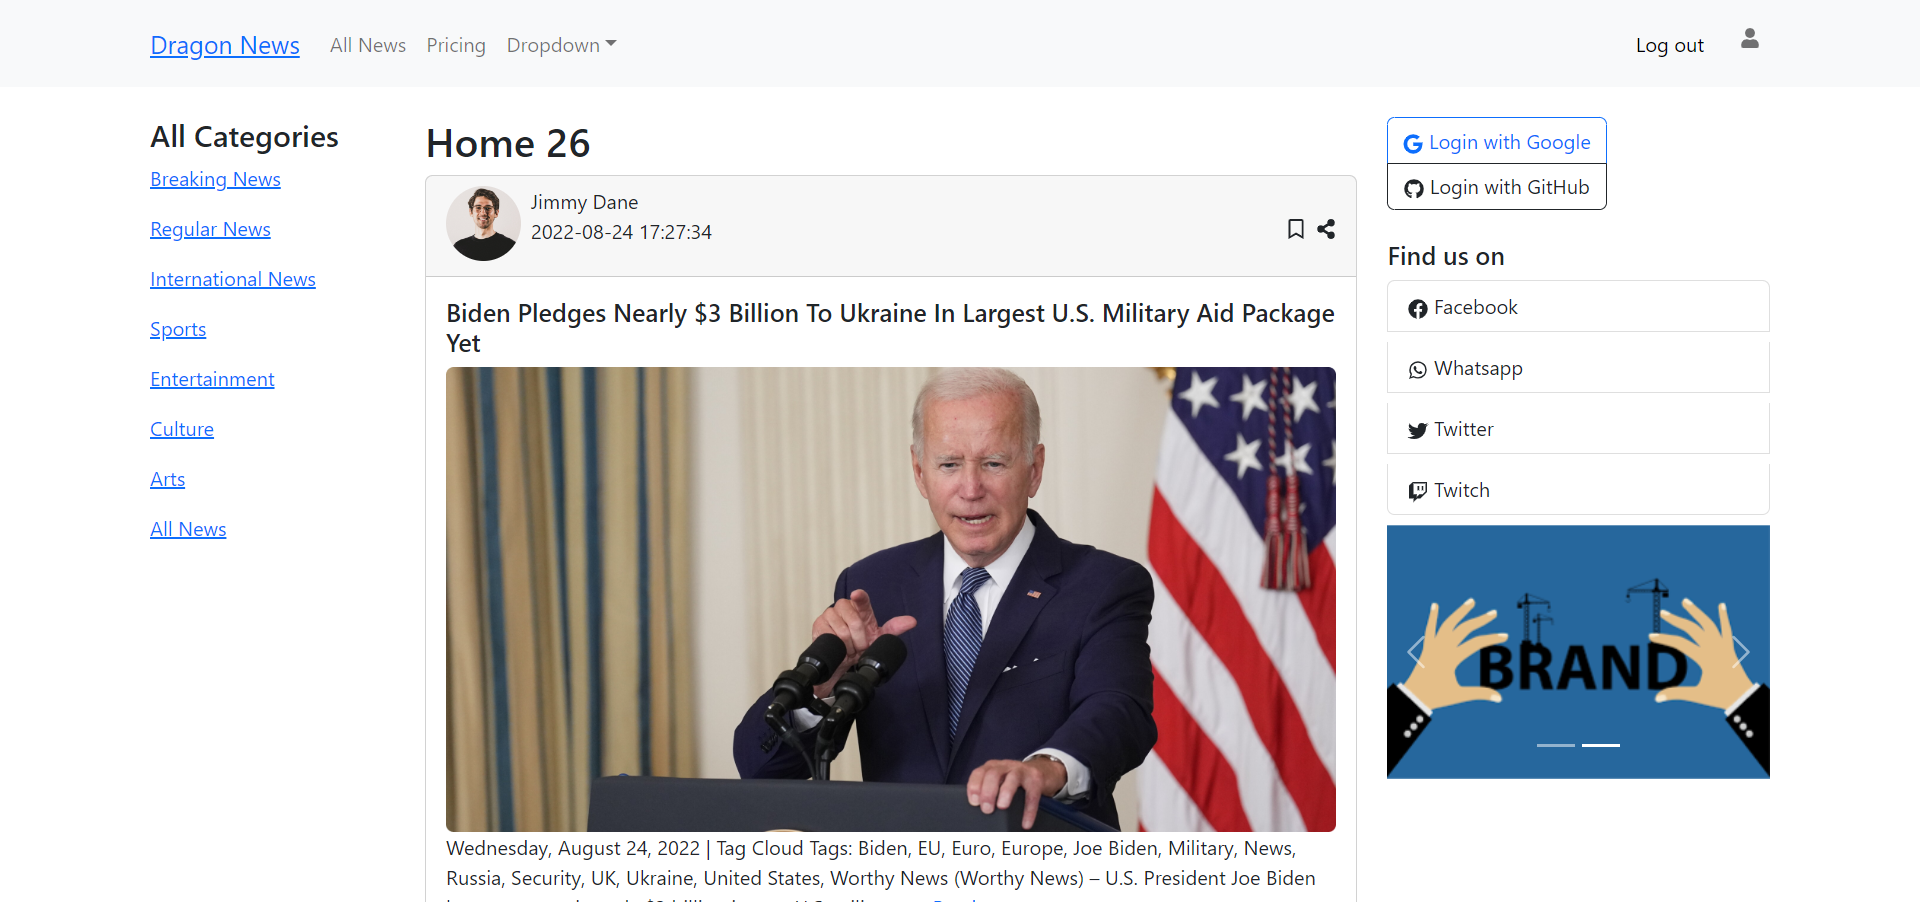 Dragon News
All News
Pricing
Dropdown
Log out
All Categories
Breaking News
Regular News
International News
Sports
Entertainment
Culture
Arts
All News
Home 26
Jimmy Dane
2022-08-24 17:27:34
Biden Pledges Nearly $3 Billion To Ukraine In Largest U.S. Military Aid Package
Yet
Wednesday, August 24, 2022 | Tag Cloud Tags: Biden, EU, Euro, Europe, Joe Biden, Military, News,
Russia, Security, UK, Ukraine, United States, Worthy News (Worthy News) – U.S. President Joe Biden
Login with Google
Login with GitHub
Find us on
Facebook
Whatsapp
Twitter
Twitch
BRAND